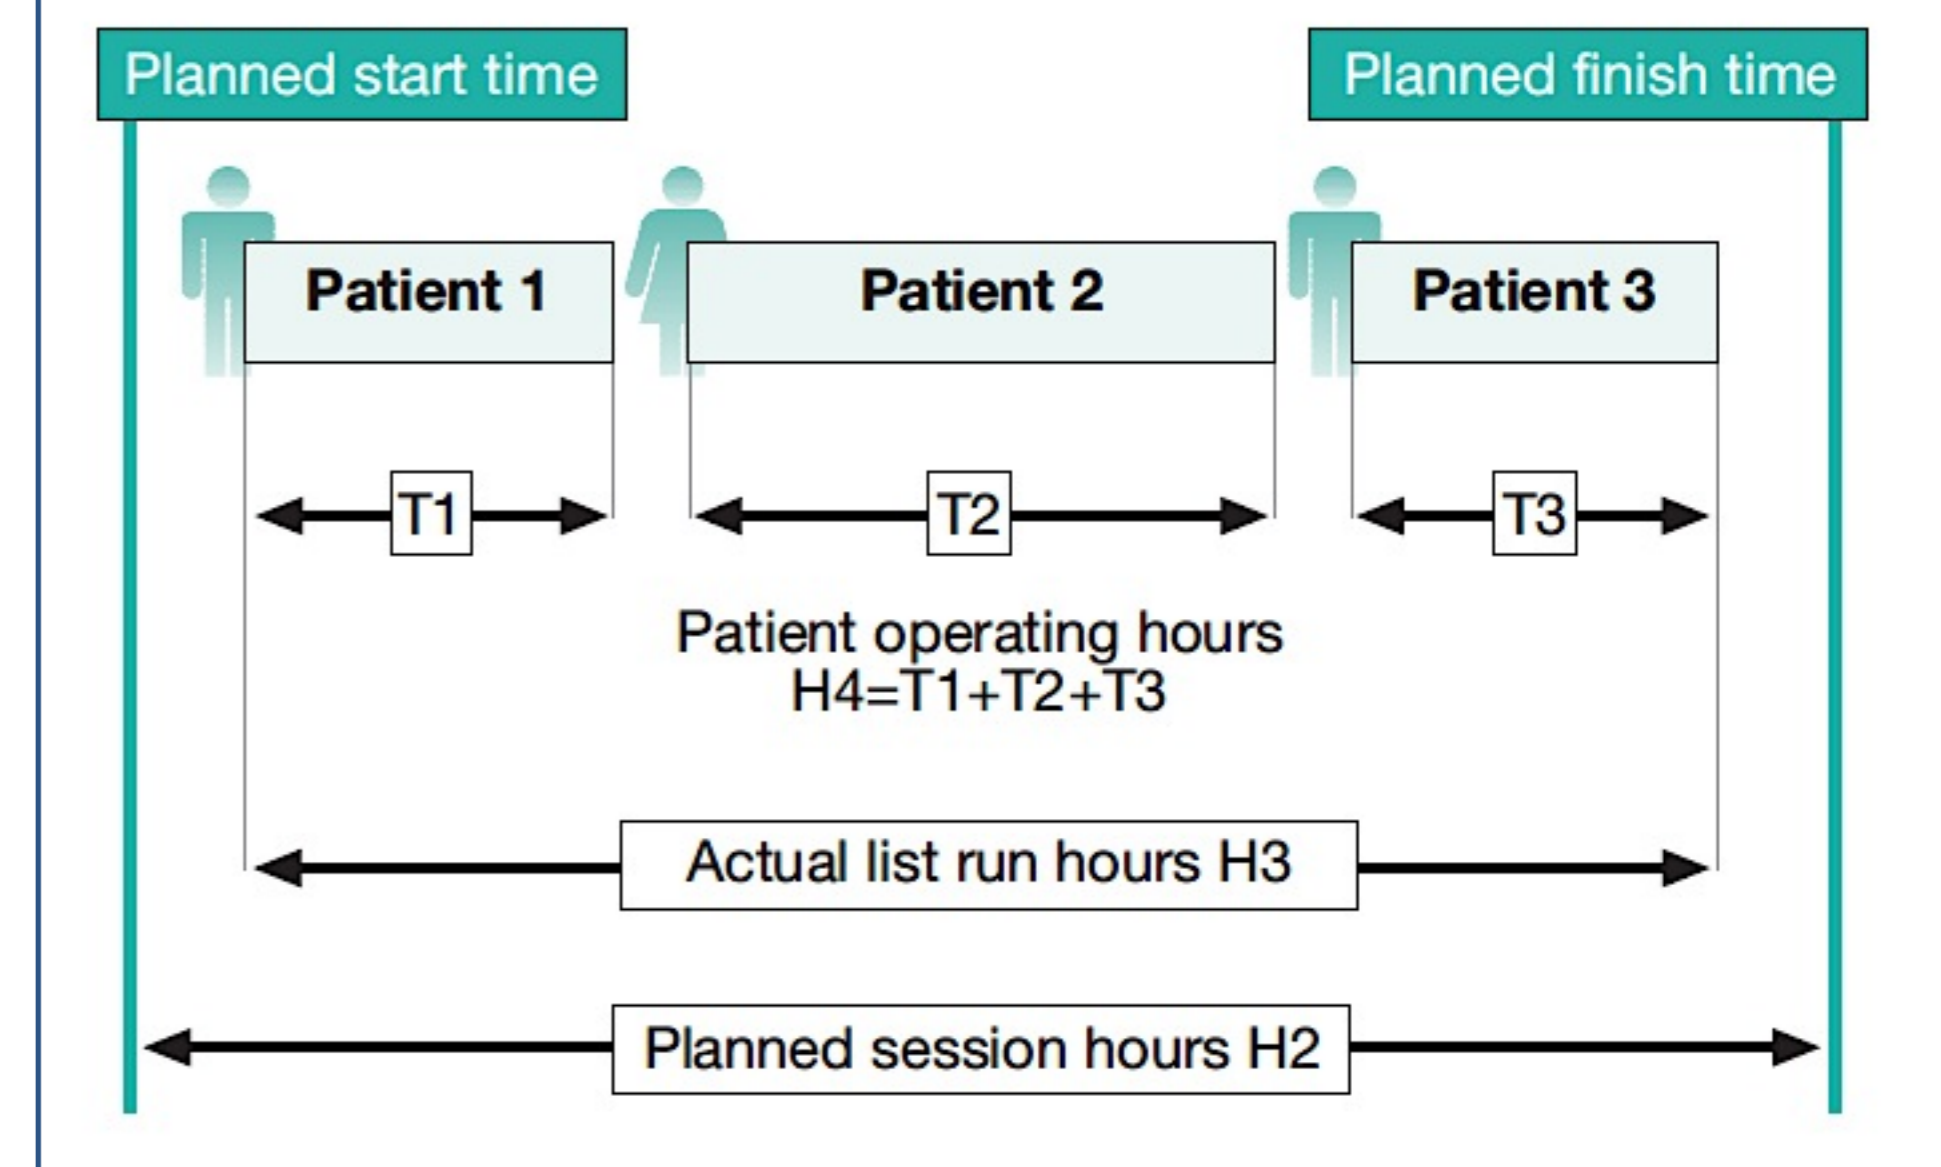 Planned start time
Planned finish time
Patient 1
Patient 2
Patient 3
T1
T2
T3
Patient operating hours
H4=T1+T2+T3
Actual list run hours H3
Planned session hours H2